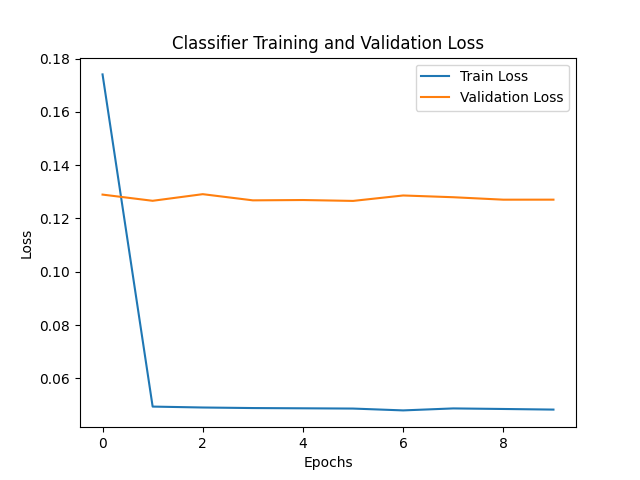 Classifier Training and Validation Loss
Train Loss
Validation Loss
Loss
0.18
0.16
0.14
0.12
0.10
0.08
0.06
0
2
4
6
8
Epochs